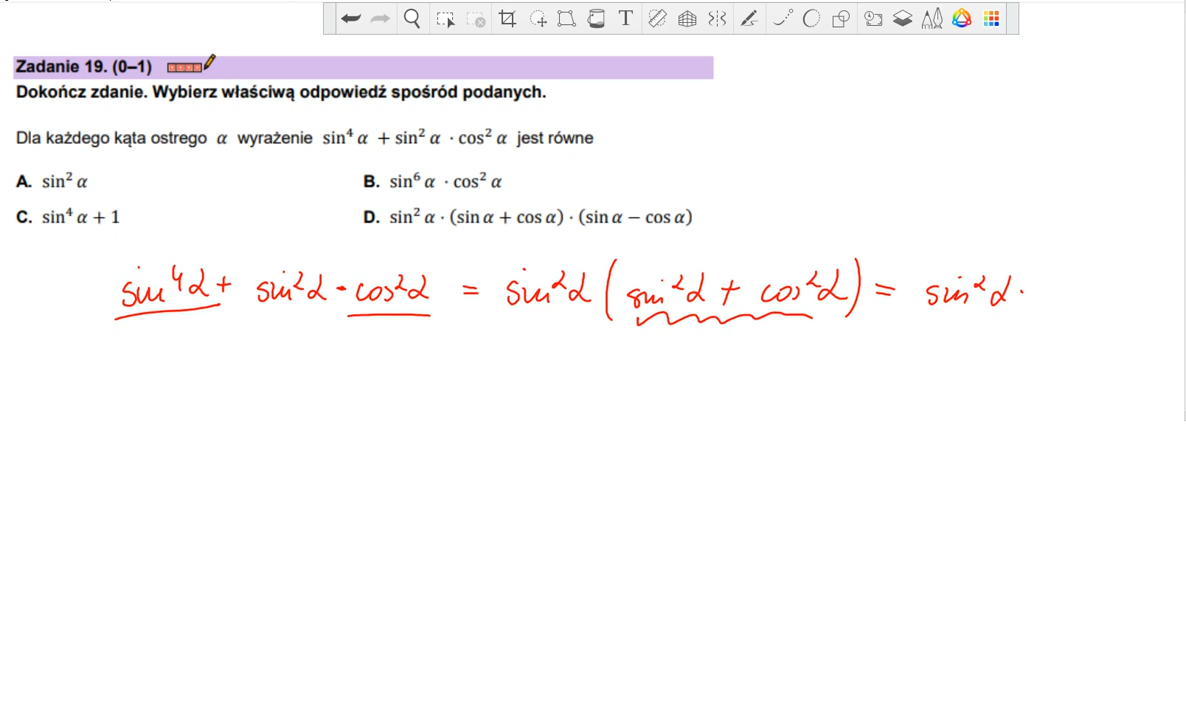 Zadanie 19. (0–1)
Dokończ zdanie. Wybierz właściwą odpowiedź spośród podanych.
Dla każdego kąta ostrego α wyrażenie sin⁴ α + sin² α · cos² α jest równe
A. sin² α B. sin⁶ α · cos² α
C. sin⁴ α + 1 D. sin² α · (sin α + cos α) · (sin α − cos α)
sin⁴α + sin²α · cos²α = sin²α (sin²α + cos²α) = sin²α.